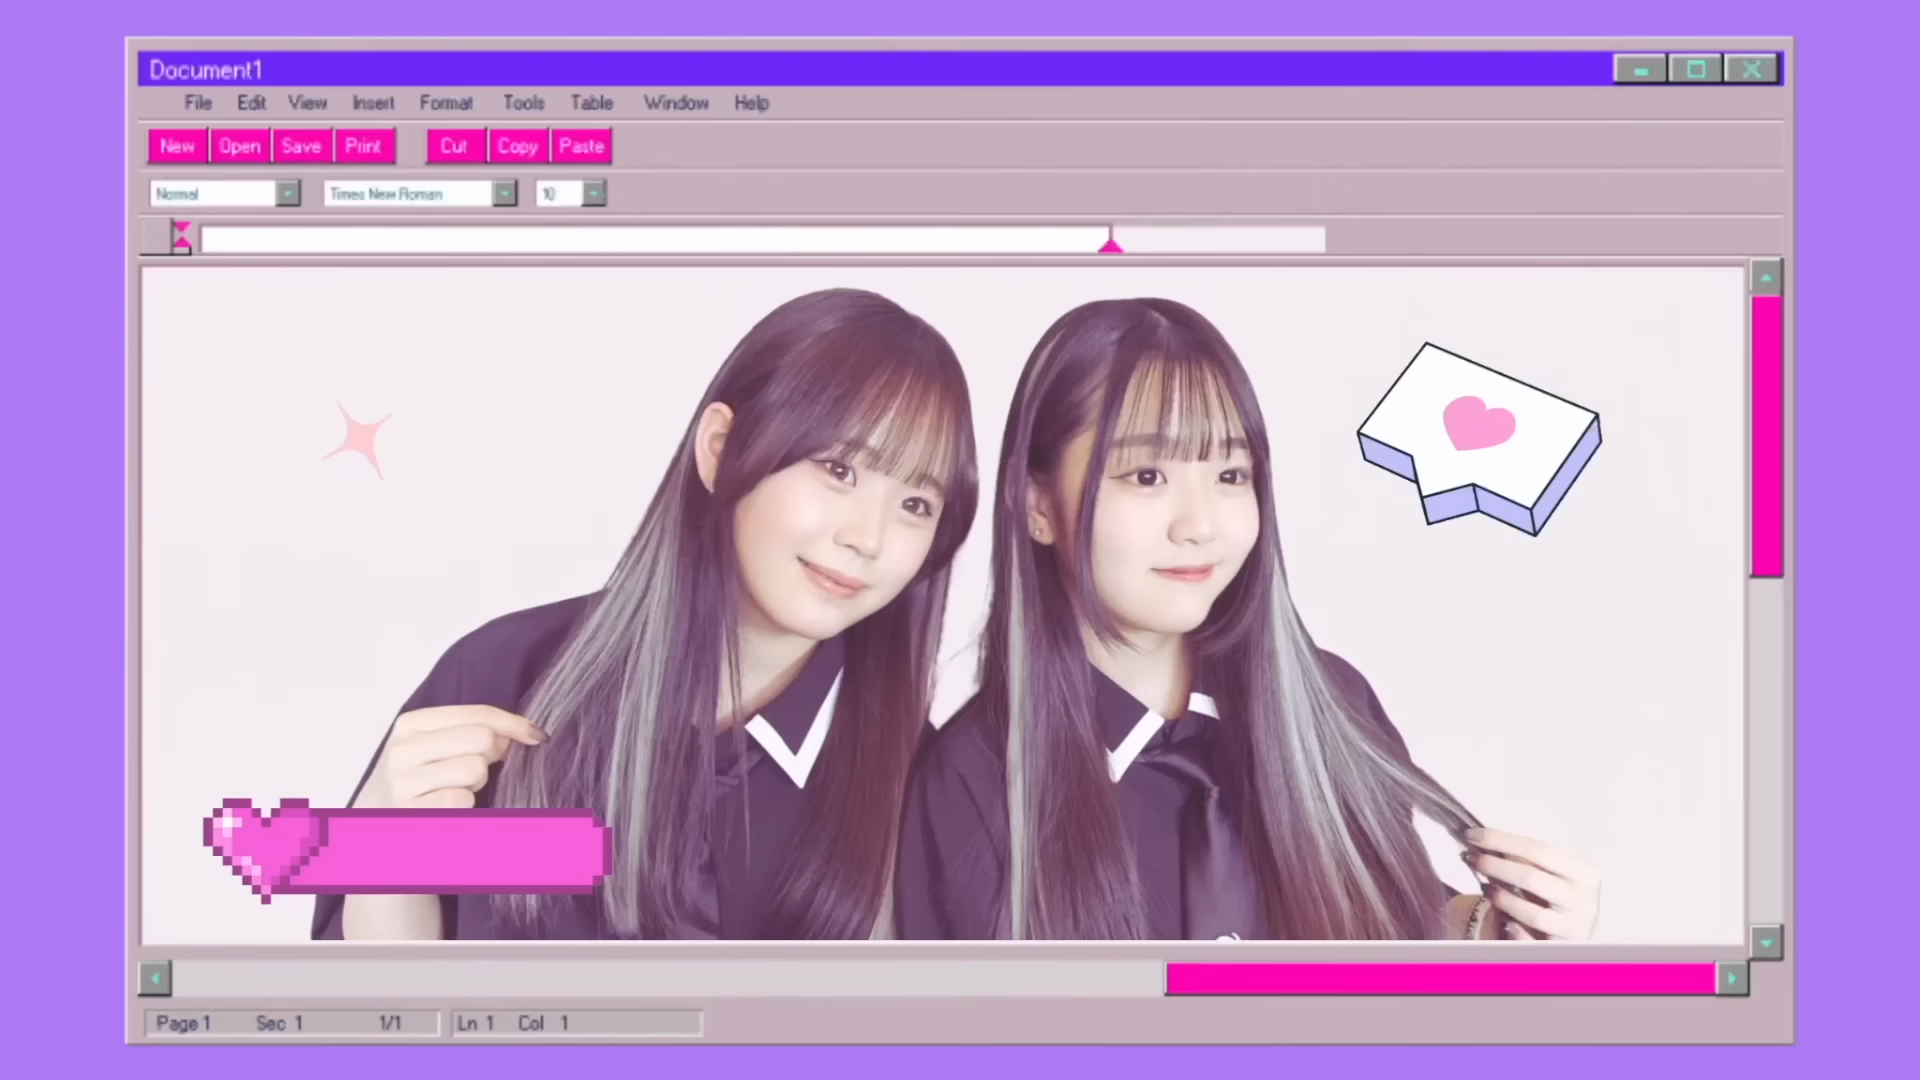 Document1
File Edit View Insert Format Tools Table Window Help
New Open Save Print Cut Copy Paste
Normal Times New Roman 10
Page 1 Sec 1 1/1 Ln 1 Col 1